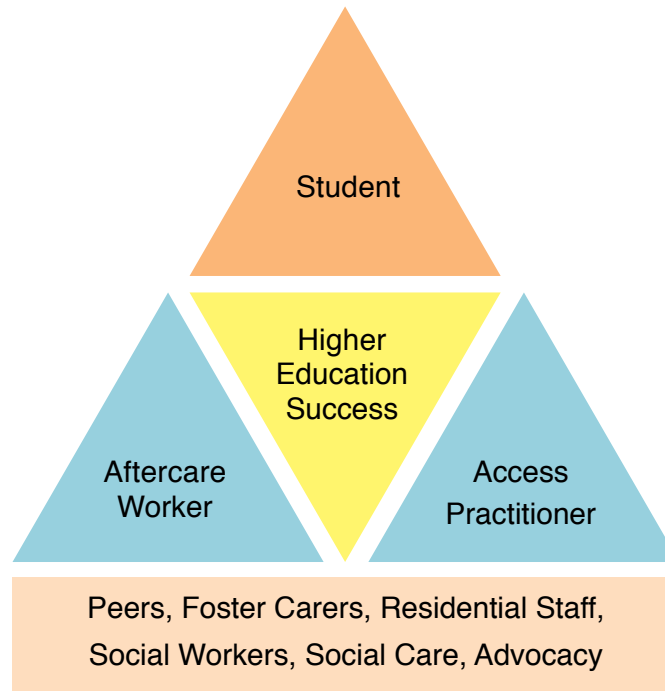 Student
Higher
Education
Success
Aftercare
Worker
Access
Practitioner
Peers, Foster Carers, Residential Staff,
Social Workers, Social Care, Advocacy